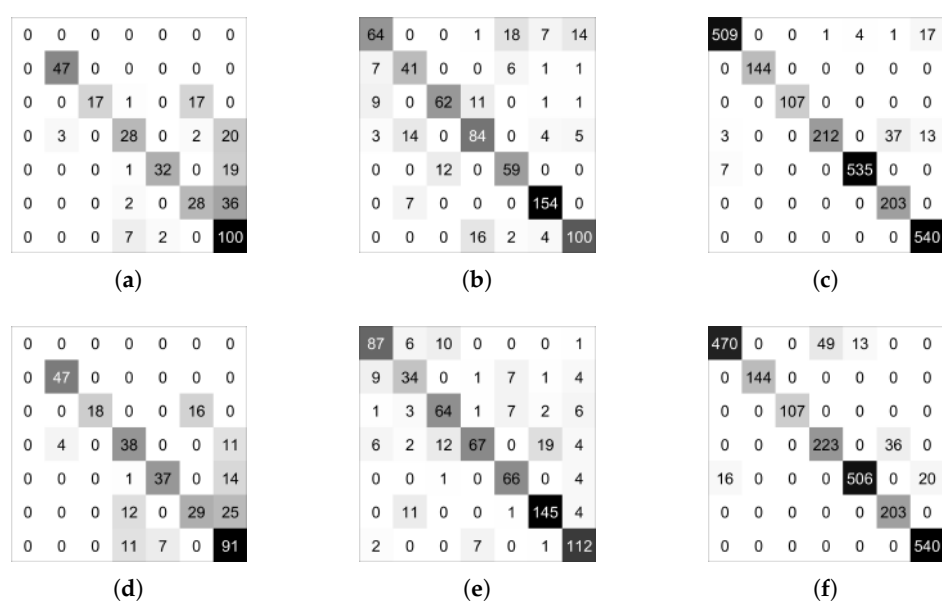 0 0 0 0 0 0 0 64 0 0 1 18 7 14 509 0 0 1 4 1 17
0 47 0 0 0 0 0 7 41 0 0 6 1 1 0 144 0 0 0 0 0
0 0 17 1 0 17 0 9 0 62 11 0 1 1 0 0 107 0 0 0 0
0 3 0 28 0 2 20 3 14 0 84 0 4 5 3 0 0 212 0 37 13
0 0 0 1 32 0 19 0 0 12 0 59 0 0 7 0 0 0 535 0 0
0 0 0 2 0 28 36 0 7 0 0 0 154 0 0 0 0 0 0 203 0
0 0 0 7 2 0 100 0 0 0 16 2 4 100 0 0 0 0 0 0 540
(a) (b) (c)
0 0 0 0 0 0 0 87 6 10 0 0 0 1 470 0 0 49 13 0 0
0 47 0 0 0 0 0 9 34 0 1 7 1 4 0 144 0 0 0 0 0
0 0 18 0 0 16 0 1 3 64 1 7 2 6 0 0 107 0 0 0 0
0 4 0 38 0 0 11 6 2 12 67 0 19 4 0 0 0 223 0 36 0
0 0 0 1 37 0 14 0 0 1 0 66 0 4 16 0 0 0 506 0 20
0 0 0 12 0 29 25 0 11 0 0 1 145 4 0 0 0 0 0 203 0
0 0 0 11 7 0 91 2 0 0 7 0 1 112 0 0 0 0 0 0 540
(d) (e) (f)